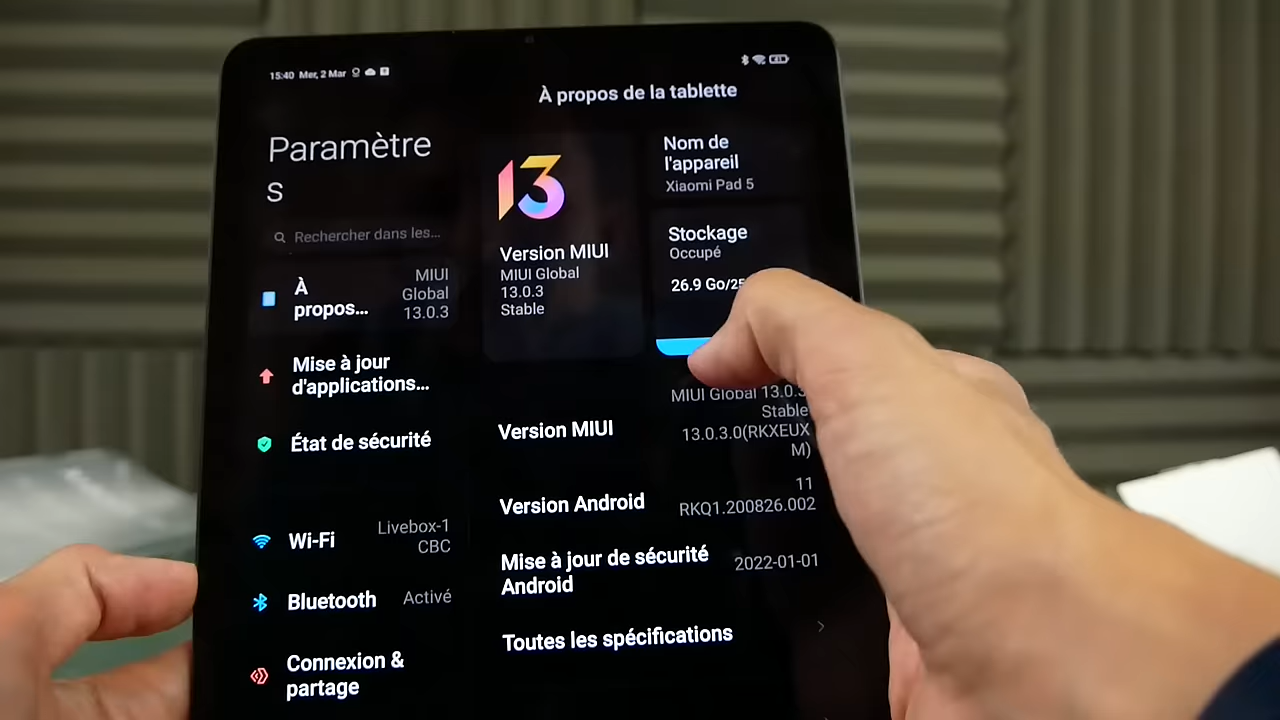 15:40 Mer, 2 Mar
À propos de la tablette
Paramètre
s
Rechercher dans les...
À
propos...
MIUI
Global
13.0.3
Mise à jour
d'applications...
État de sécurité
Wi-Fi
Livebox-1
CBC
Bluetooth
Activé
Connexion &
partage
13
Version MIUI
MIUI Global
13.0.3
Stable
Nom de
l'appareil
Xiaomi Pad 5
Stockage
Occupé
26.9 Go/
Version MIUI
MIUI Global 13.0.3
Stable
13.0.3.0(RKXEUX
M)
Version Android
11
RKQ1.200826.002
Mise à jour de sécurité
Android
2022-01-01
Toutes les spécifications